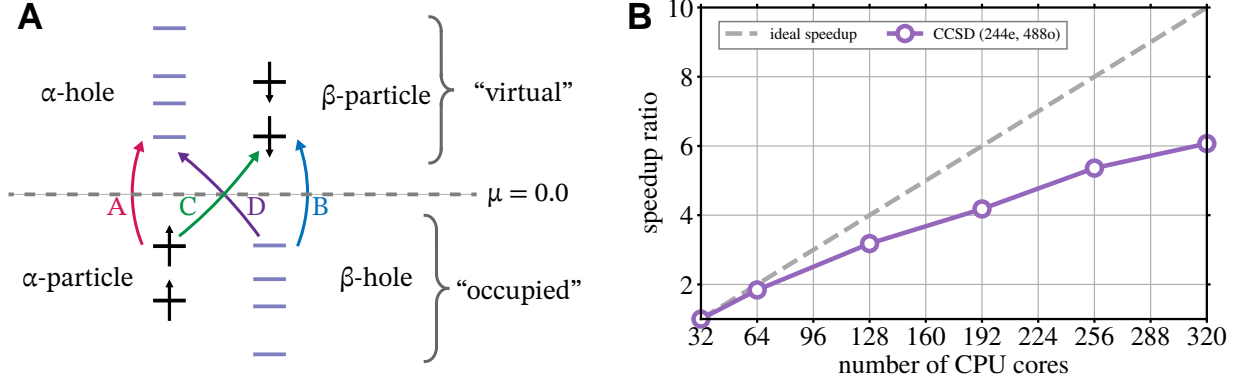 A
α-hole
β-particle
“virtual”
μ = 0.0
A
C
D
B
α-particle
β-hole
“occupied”
B
ideal speedup
CCSD (244e, 488o)
speedup ratio
10
8
6
4
2
32 64 96 128 160 192 224 256 288 320
number of CPU cores